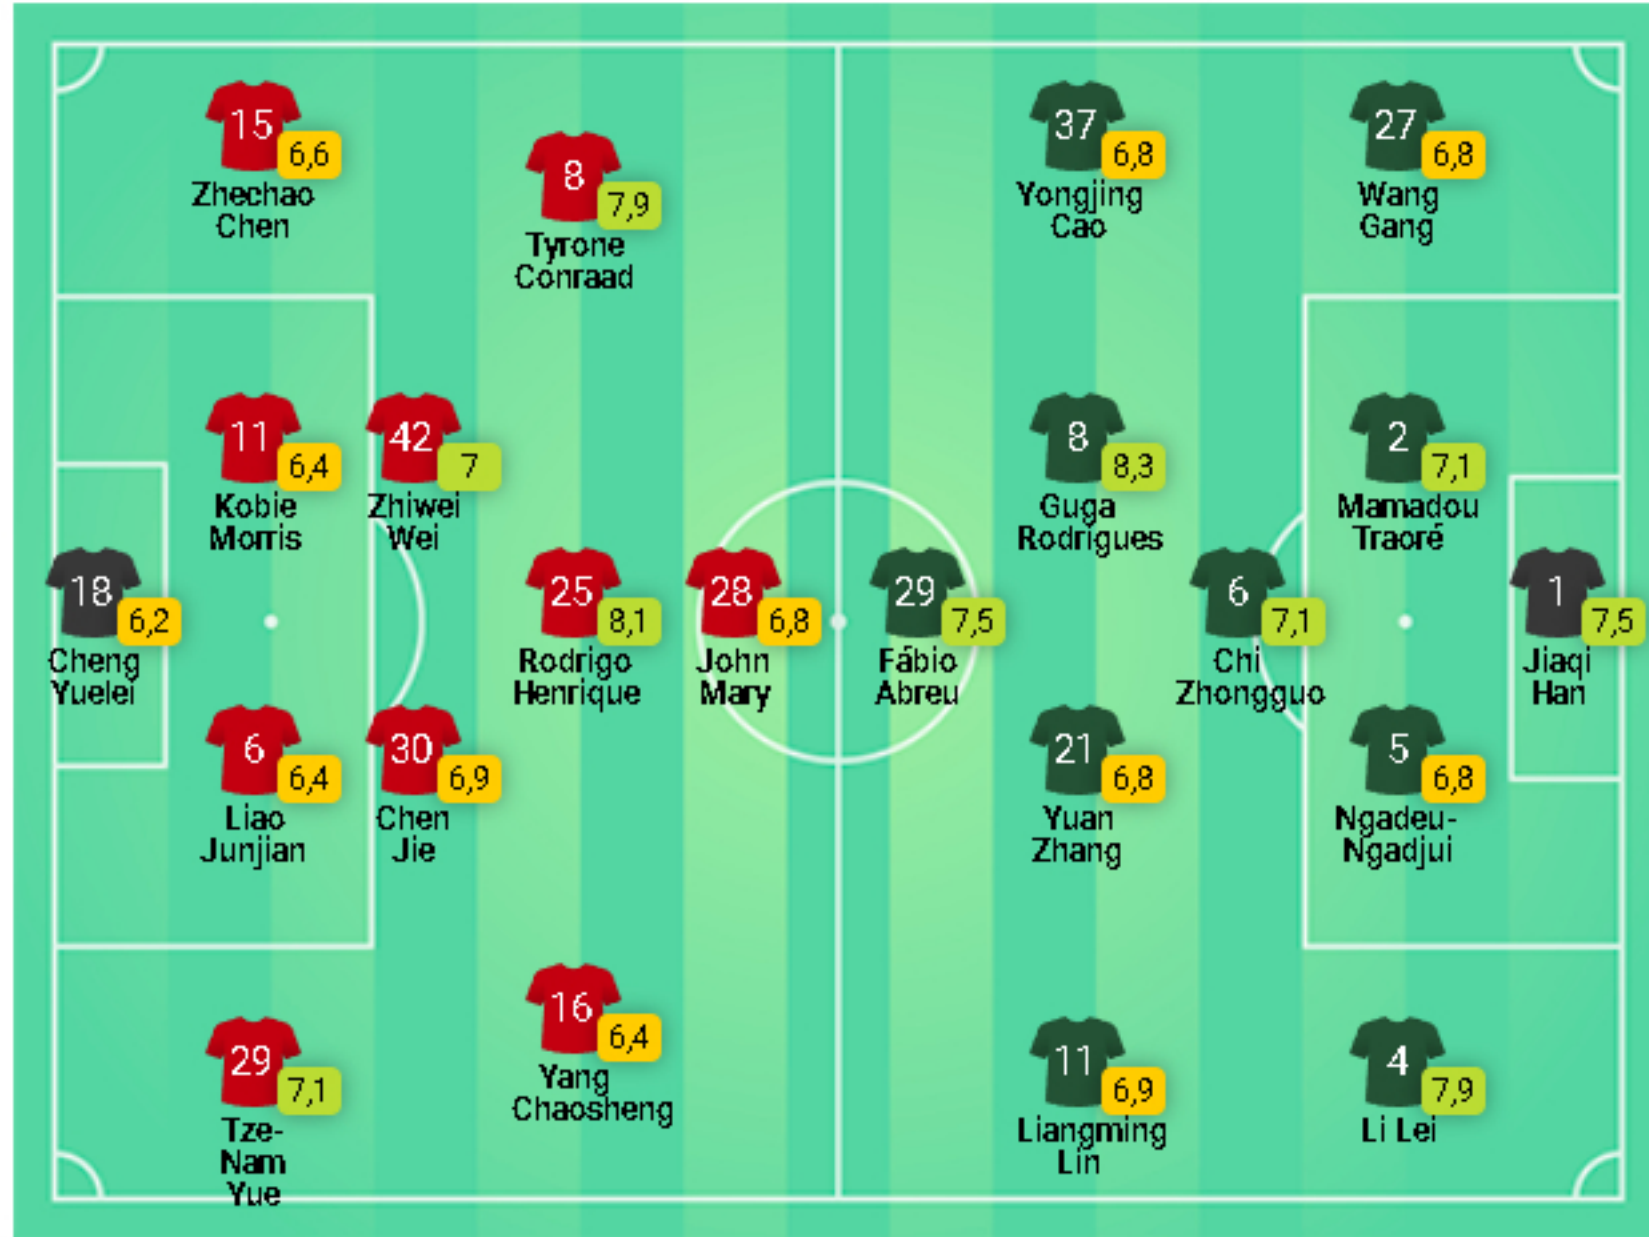 15
6,6
Zhechao
Chen
8
7,9
Tyrone
Conraad
37
6,8
Yongjing
Cao
27
6,8
Wang
Gang
11
6,4
Kobie
Morris
42
7
Zhiwei
Wei
8
8,3
Guga
Rodrigues
2
7,1
Mamadou
Traoré
18
6,2
Cheng
Yuelei
25
8,1
Rodrigo
Henrique
28
6,8
John
Mary
29
7,5
Fábio
Abreu
6
7,1
Chi
Zhongguo
1
7,5
Jiaqi
Han
6
6,4
Liao
Junjian
30
6,9
Chen
Jie
21
6,8
Yuan
Zhang
5
6,8
Ngadeu-
Ngadjui
16
6,4
Yang
Chaosheng
29
7,1
Tze-
Nam
Yue
11
6,9
Liangming
Lin
4
7,9
Li Lei